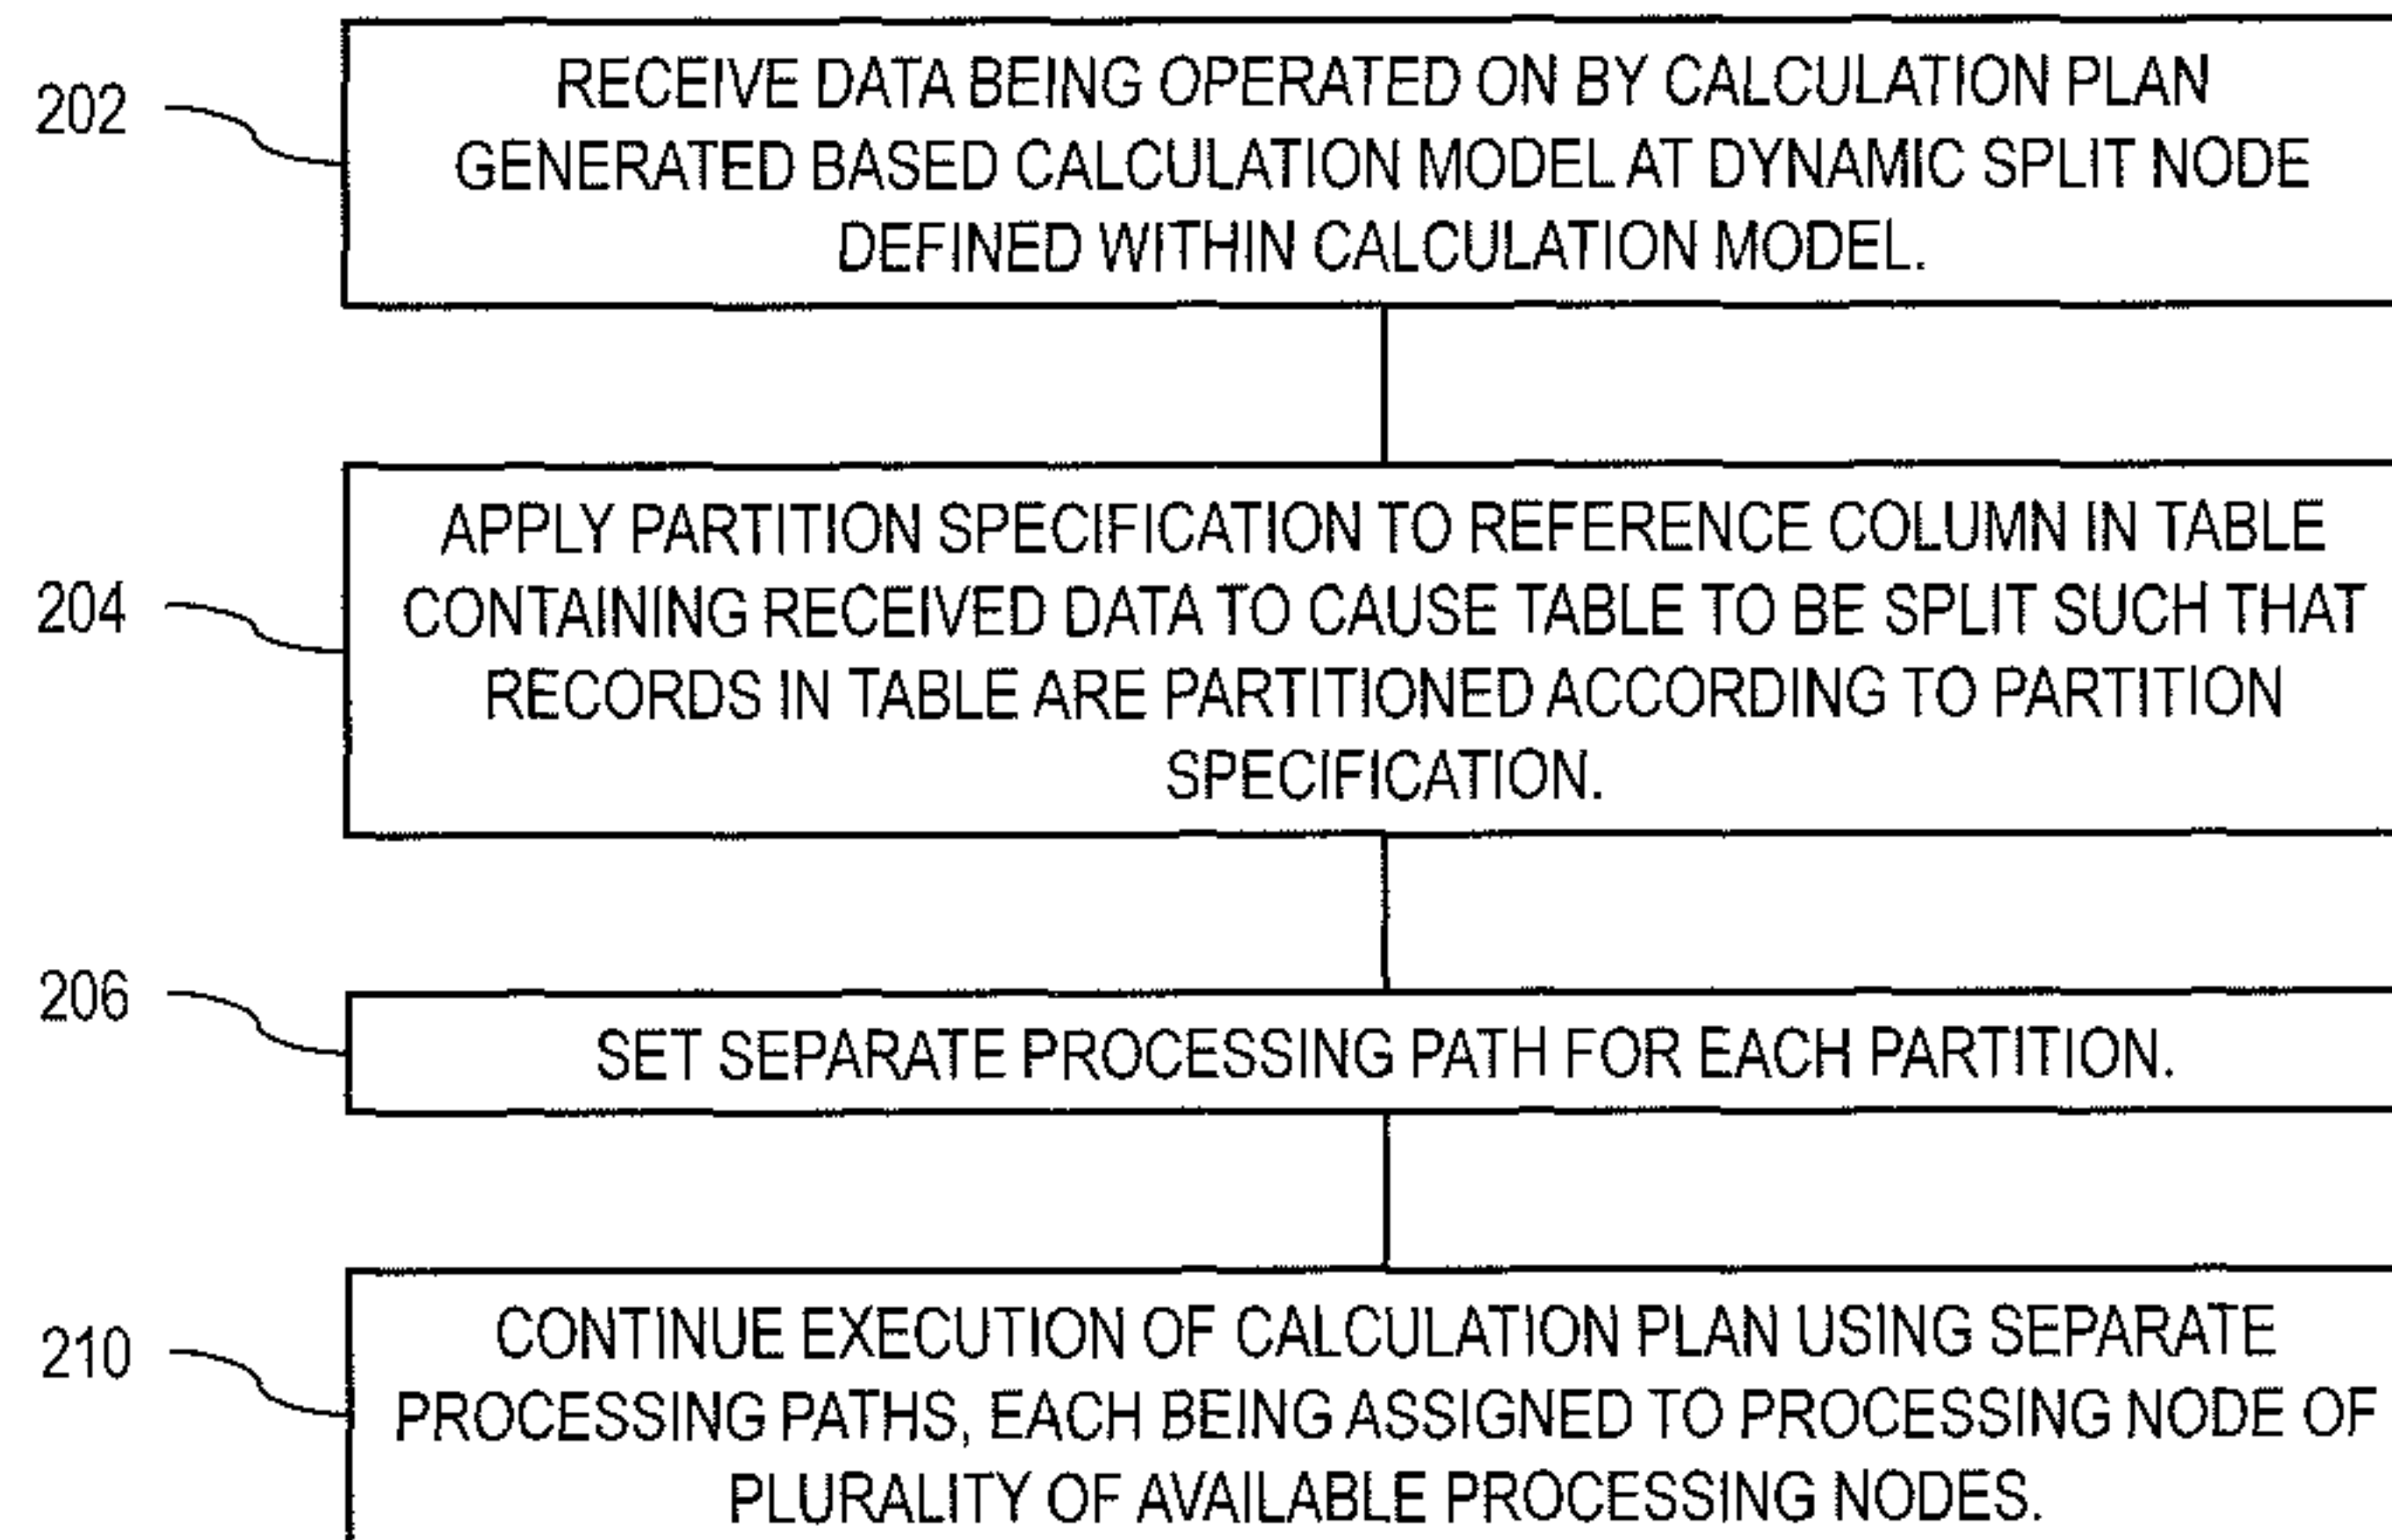 202
RECEIVE DATA BEING OPERATED ON BY CALCULATION PLAN
GENERATED BASED CALCULATION MODEL AT DYNAMIC SPLIT NODE
DEFINED WITHIN CALCULATION MODEL.
204
APPLY PARTITION SPECIFICATION TO REFERENCE COLUMN IN TABLE
CONTAINING RECEIVED DATA TO CAUSE TABLE TO BE SPLIT SUCH THAT
RECORDS IN TABLE ARE PARTITIONED ACCORDING TO PARTITION
SPECIFICATION.
206
SET SEPARATE PROCESSING PATH FOR EACH PARTITION.
210
CONTINUE EXECUTION OF CALCULATION PLAN USING SEPARATE
PROCESSING PATHS, EACH BEING ASSIGNED TO PROCESSING NODE OF
PLURALITY OF AVAILABLE PROCESSING NODES.